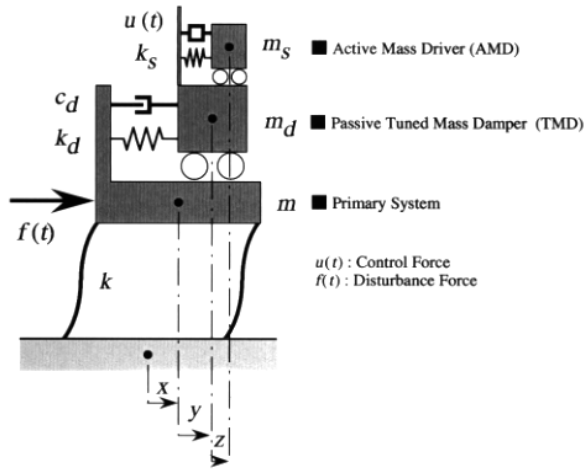 u(t)
k_s
m_s ■ Active Mass Driver (AMD)
c_d
k_d
m_d ■ Passive Tuned Mass Damper (TMD)
m ■ Primary System
f(t)
k
u(t) : Control Force
f(t) : Disturbance Force
x
y
z